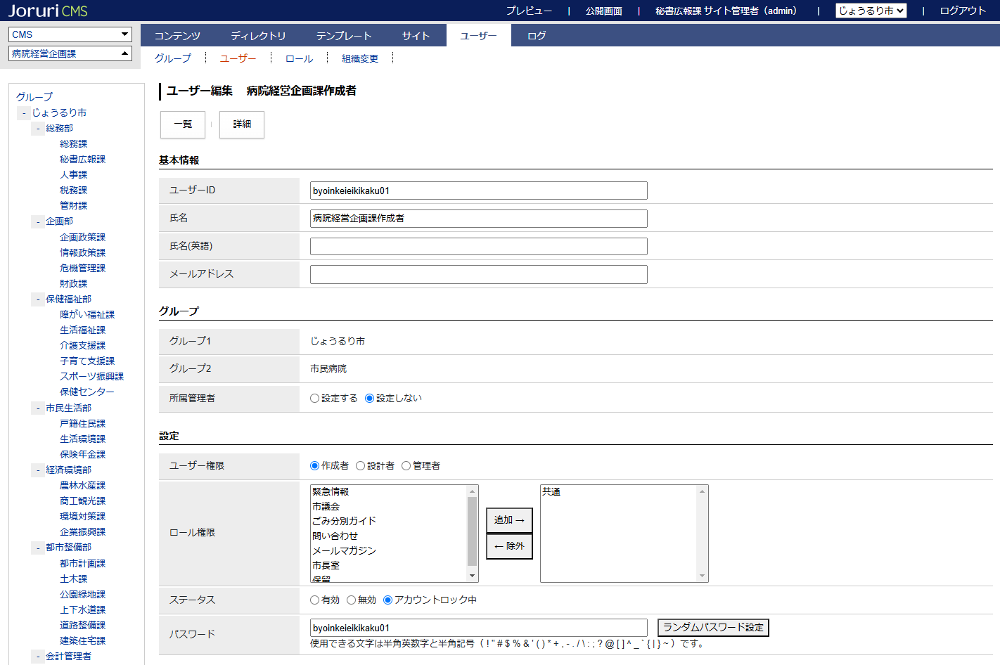 Joruri CMS
プレビュー | 公開画面 | 秘書広報課 サイト管理者（admin） | じょうるり市 | ログアウト
CMS
病院経営企画課
コンテンツ ディレクトリ テンプレート サイト ユーザー ログ
グループ ユーザー ロール 組織変更
グループ
- じょうるり市
- 総務部
総務課
秘書広報課
人事課
税務課
管財課
- 企画部
企画政策課
情報政策課
危機管理課
財政課
- 保健福祉部
障がい福祉課
生活福祉課
介護支援課
子育て支援課
スポーツ振興課
保健センター
- 市民生活部
戸籍住民課
生活環境課
保険年金課
- 経済環境部
農林水産課
商工観光課
環境対策課
企業振興課
- 都市整備部
都市計画課
土木課
公園緑地課
上下水道課
道路整備課
建築住宅課
- 会計管理者
ユーザー編集 病院経営企画課作成者
一覧 詳細
基本情報
ユーザーID byoinkeieikikaku01
氏名 病院経営企画課作成者
氏名(英語)
メールアドレス
グループ
グループ1 じょうるり市
グループ2 市民病院
所属管理者 設定する 設定しない
設定
ユーザー権限 作成者 設計者 管理者
ロール権限
緊急情報
市議会
ごみ分別ガイド
問い合わせ
メールマガジン
市長室
保留
追加 →
← 除外
共通
ステータス 有効 無効 アカウントロック中
パスワード byoinkeieikikaku01 ランダムパスワード設定
使用できる文字は半角英数字と半角記号（ ! " # $ % & ' ( ) * + , - . / \ : ; ? @ [ ] ^ _ ` { | } ~ ）です。